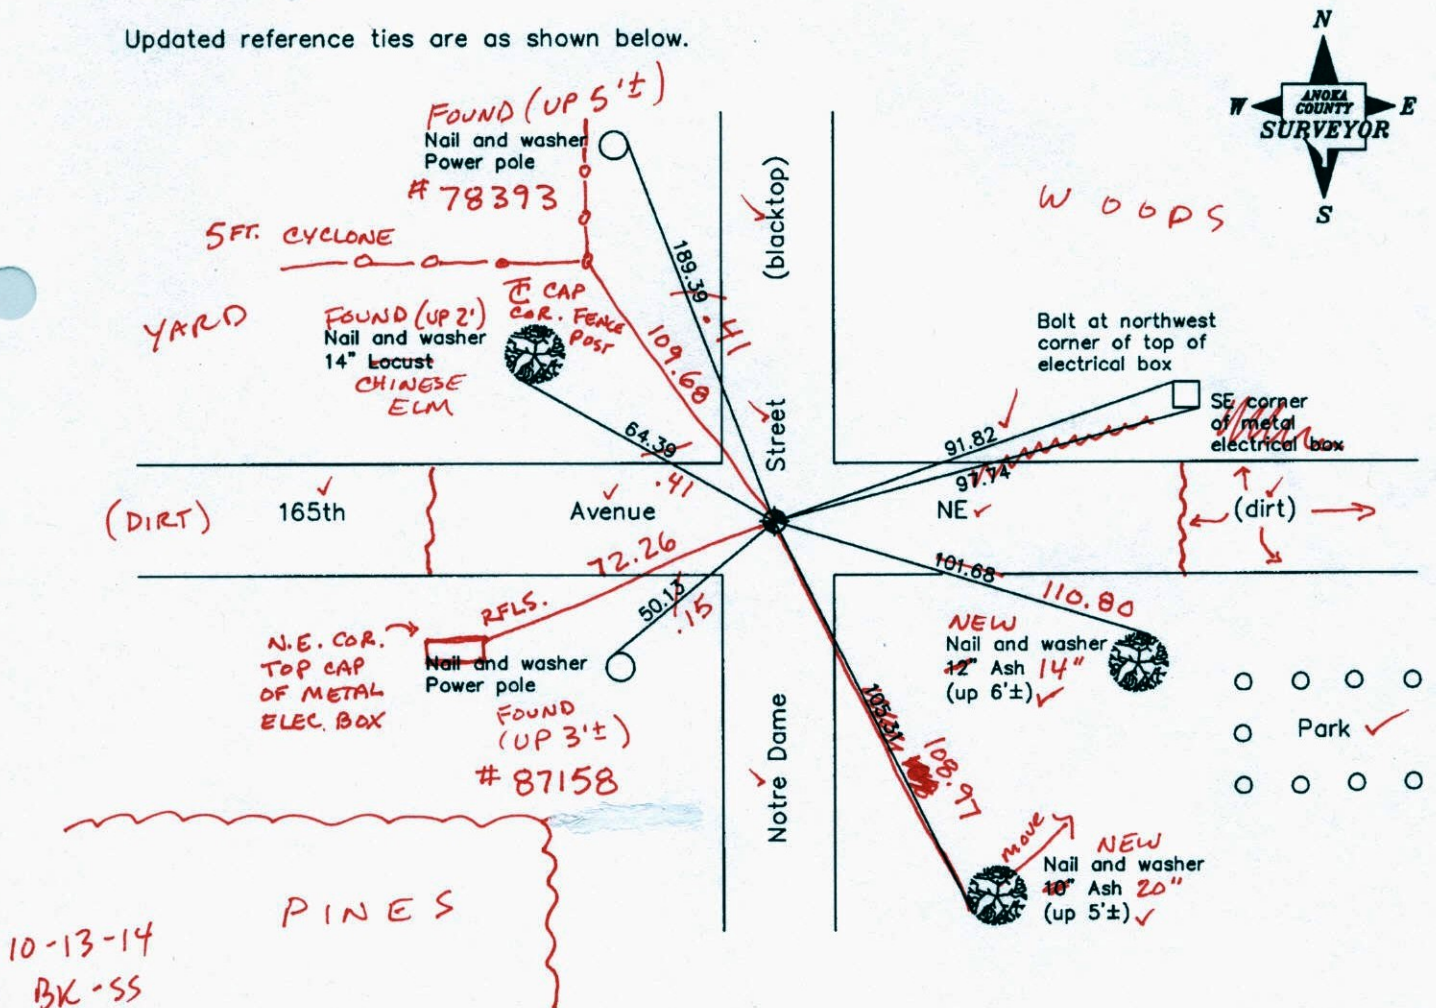 Updated reference ties are as shown below.
N
W ANOKA COUNTY E
SURVEYOR
S
FOUND (UP 5'±)
Nail and washer
Power pole
# 78393
5FT. CYCLONE
YARD
FOUND (UP 2')
Nail and washer
14" Locust
CHINESE
ELM
CAP
COR. FENCE
POST
189.39
.41
109.68
64.39
.41
(blacktop)
Street
WOODS
Bolt at northwest
corner of top of
electrical box
SE corner
of metal
electrical box
91.82
97.74
(DIRT) 165th Avenue NE (dirt)
72.26
RFLS.
50.13
.15
101.68
110.80
N.E. COR.
TOP CAP
OF METAL
ELEC. BOX
Nail and washer
Power pole
FOUND
(UP 3'±)
# 87158
NEW
Nail and washer
12" Ash 14"
(up 6'±)
Park
105.31
108.97
Notre Dame
MOVE
NEW
Nail and washer
10" Ash 20"
(up 5'±)
PINES
10-13-14
BK-SS